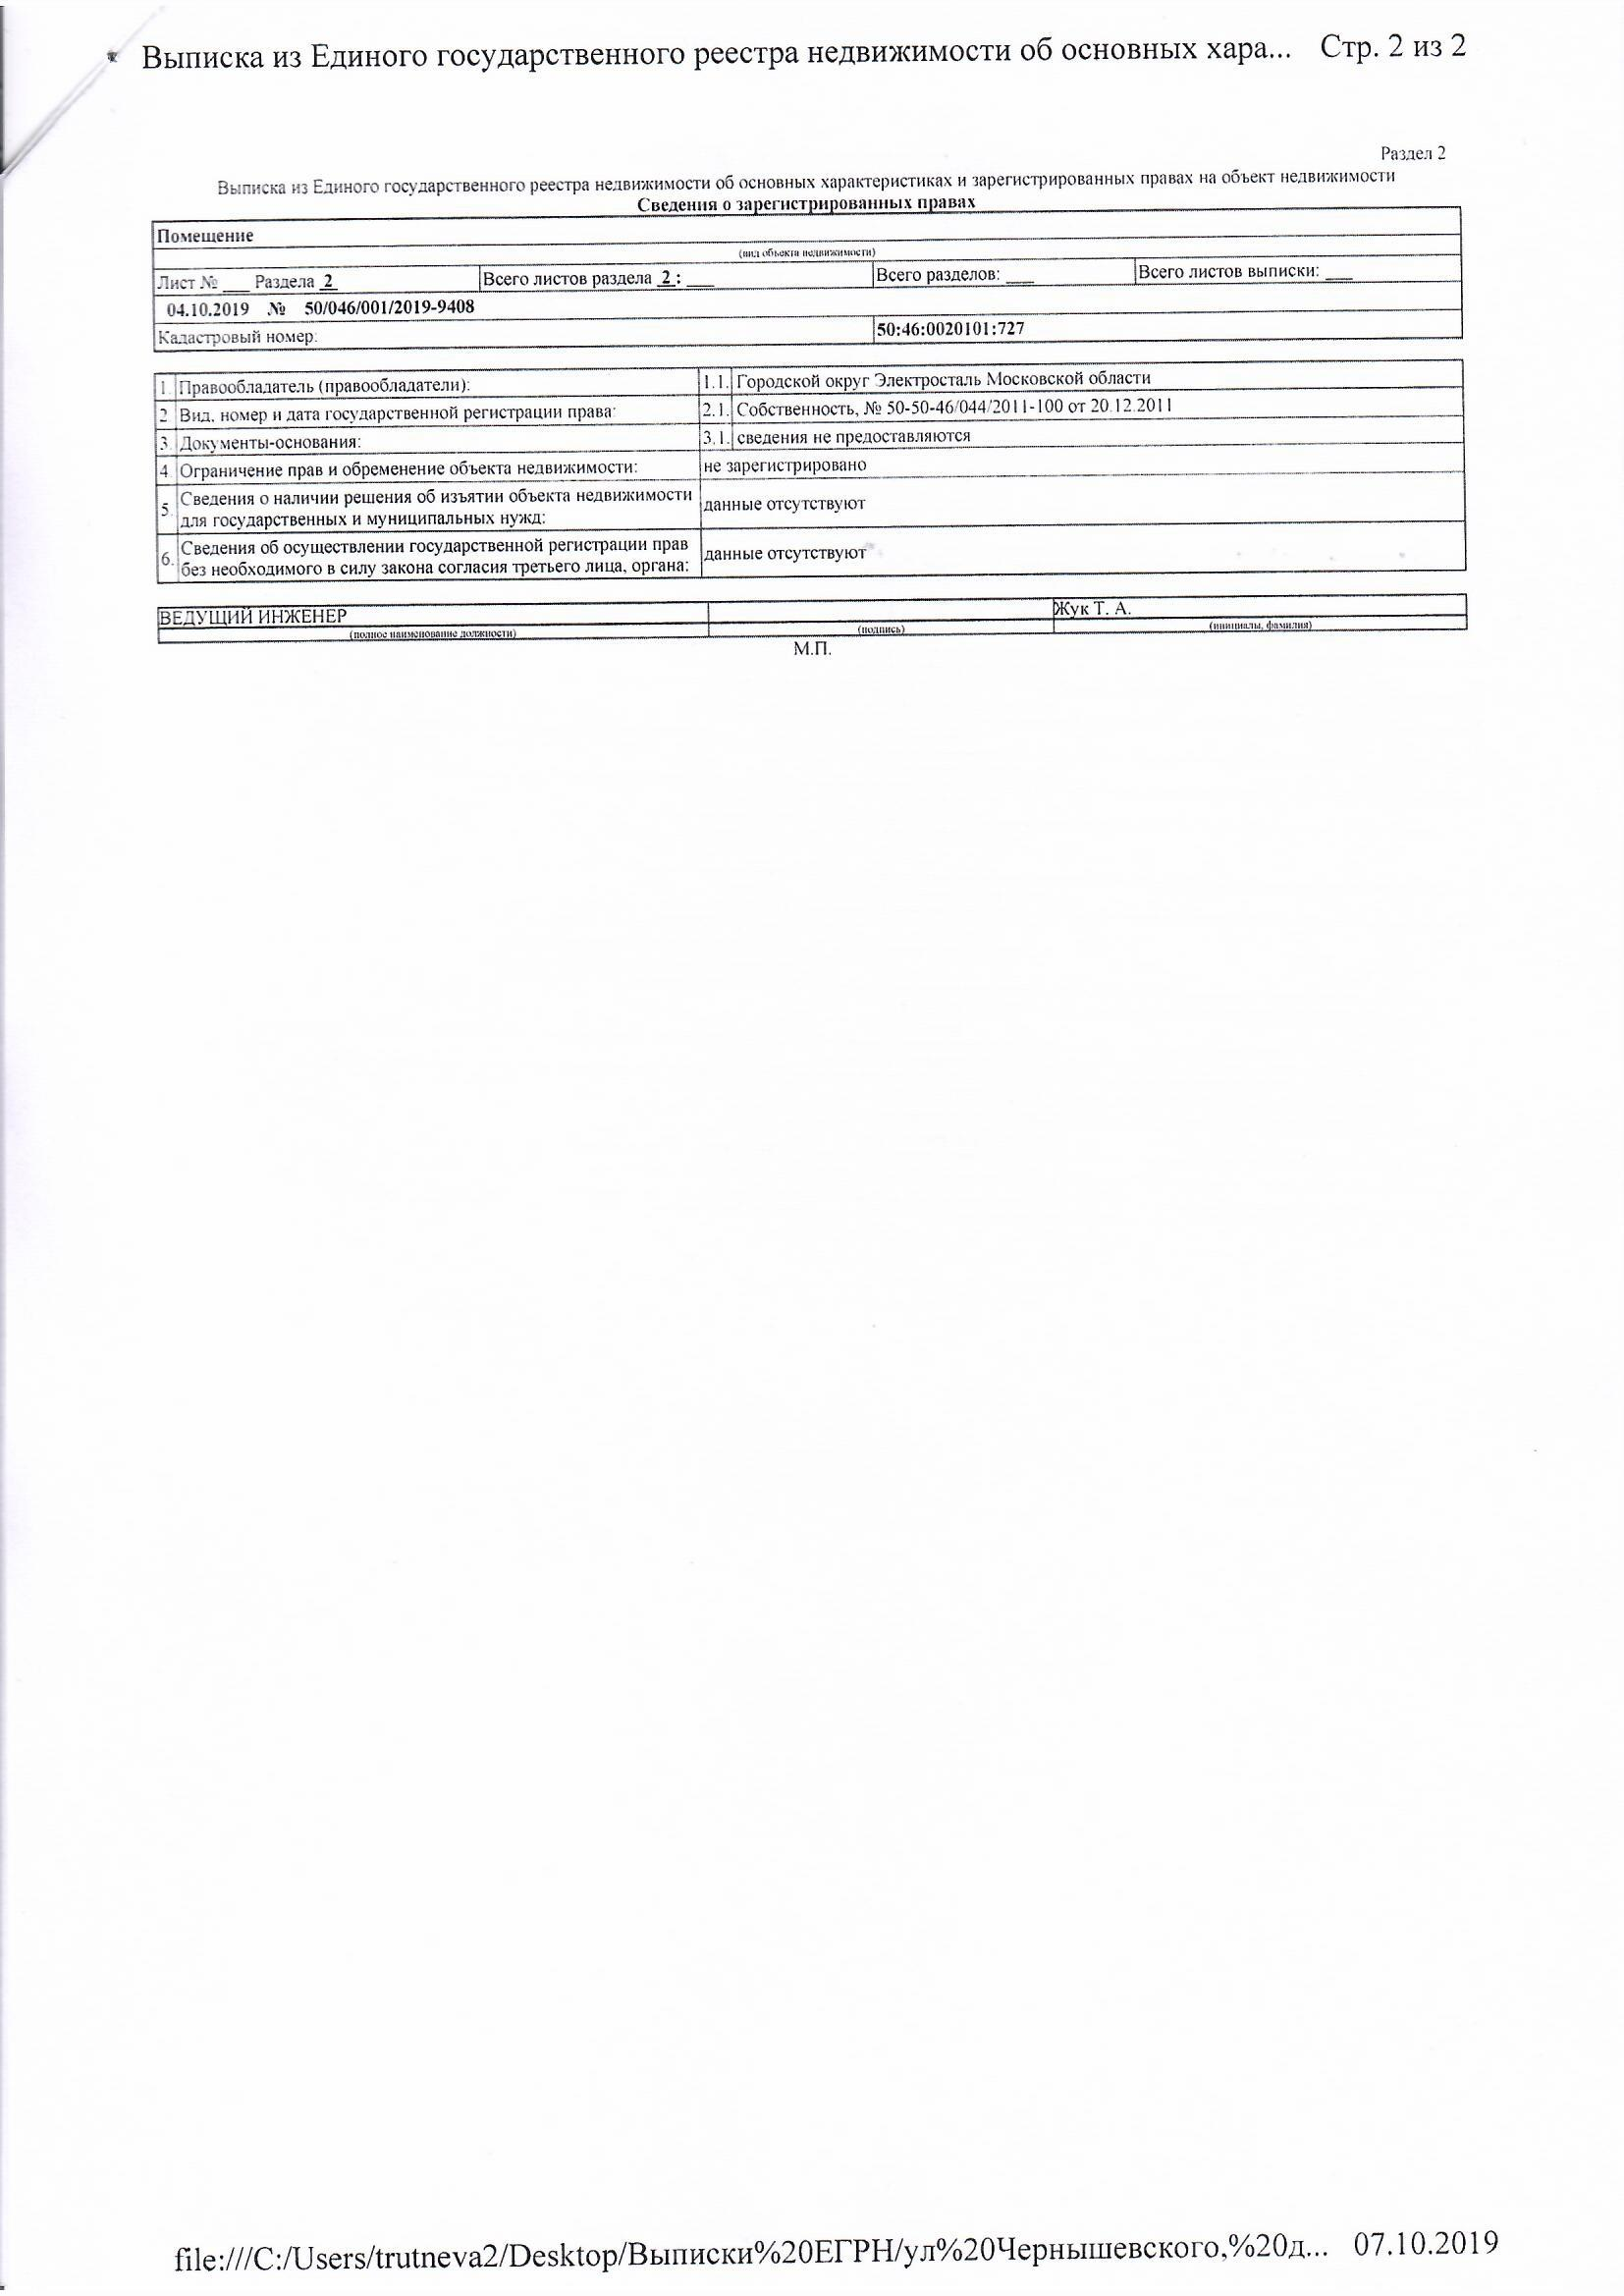 Выписка из Единого государственного реестра недвижимости об основных хара... Стр. 2 из 2
Раздел 2
Выписка из Единого государственного реестра недвижимости об основных характеристиках и зарегистрированных правах на объект недвижимости
Сведения о зарегистрированных правах
Помещение
(вид объекта недвижимости)
Лист № ___ Раздела 2 Всего листов раздела 2 : ___ Всего разделов: ___ Всего листов выписки: ___
04.10.2019 № 50/046/001/2019-9408
Кадастровый номер: 50:46:0020101:727
1. Правообладатель (правообладатели): 1.1. Городской округ Электросталь Московской области
2. Вид, номер и дата государственной регистрации права: 2.1. Собственность, № 50-50-46/044/2011-100 от 20.12.2011
3. Документы-основания: 3.1. сведения не предоставляются
4. Ограничение прав и обременение объекта недвижимости: не зарегистрировано
5. Сведения о наличии решения об изъятии объекта недвижимости
для государственных и муниципальных нужд: данные отсутствуют
6. Сведения об осуществлении государственной регистрации прав
без необходимого в силу закона согласия третьего лица, органа: данные отсутствуют
ВЕДУЩИЙ ИНЖЕНЕР Жук Т. А.
(полное наименование должности) (подпись) (инициалы, фамилия)
М.П.
file:///C:/Users/trutneva2/Desktop/Выписки%20ЕГРН/ул%20Чернышевского,%20д... 07.10.2019